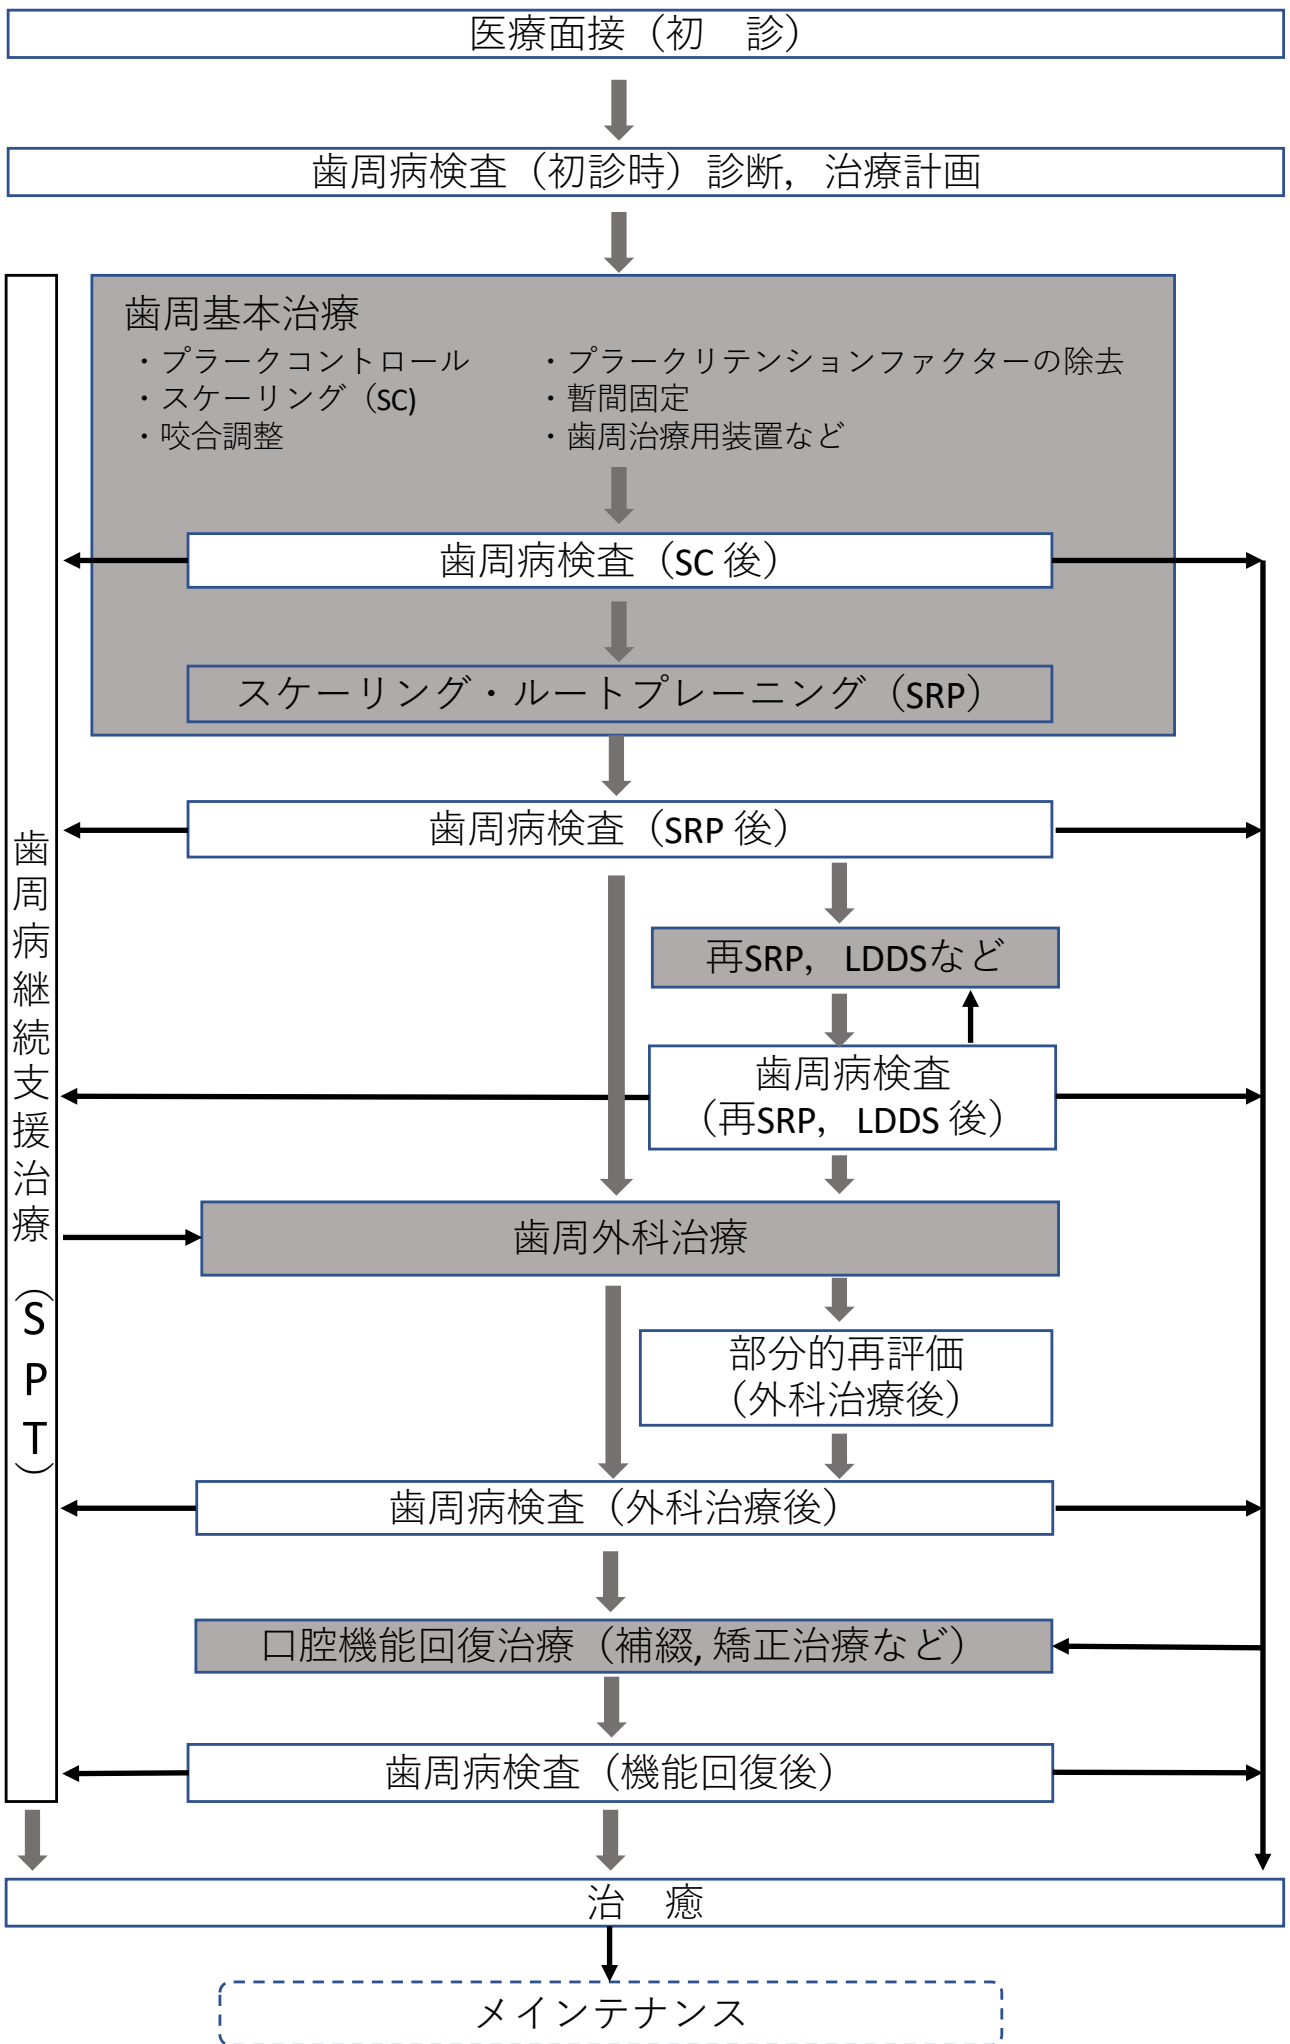 医療面接（初　診）
歯周病検査（初診時）診断，治療計画
歯周基本治療
・プラークコントロール
・スケーリング（SC)
・咬合調整
・プラークリテンションファクターの除去
・暫間固定
・歯周治療用装置など
歯周病検査（SC 後）
スケーリング・ルートプレーニング（SRP）
歯周病検査（SRP 後）
再SRP， LDDSなど
歯周病検査
（再SRP， LDDS 後）
歯周病継続支援治療（SPT）
歯周外科治療
部分的再評価
（外科治療後）
歯周病検査（外科治療後）
口腔機能回復治療（補綴, 矯正治療など）
歯周病検査（機能回復後）
治　癒
メインテナンス